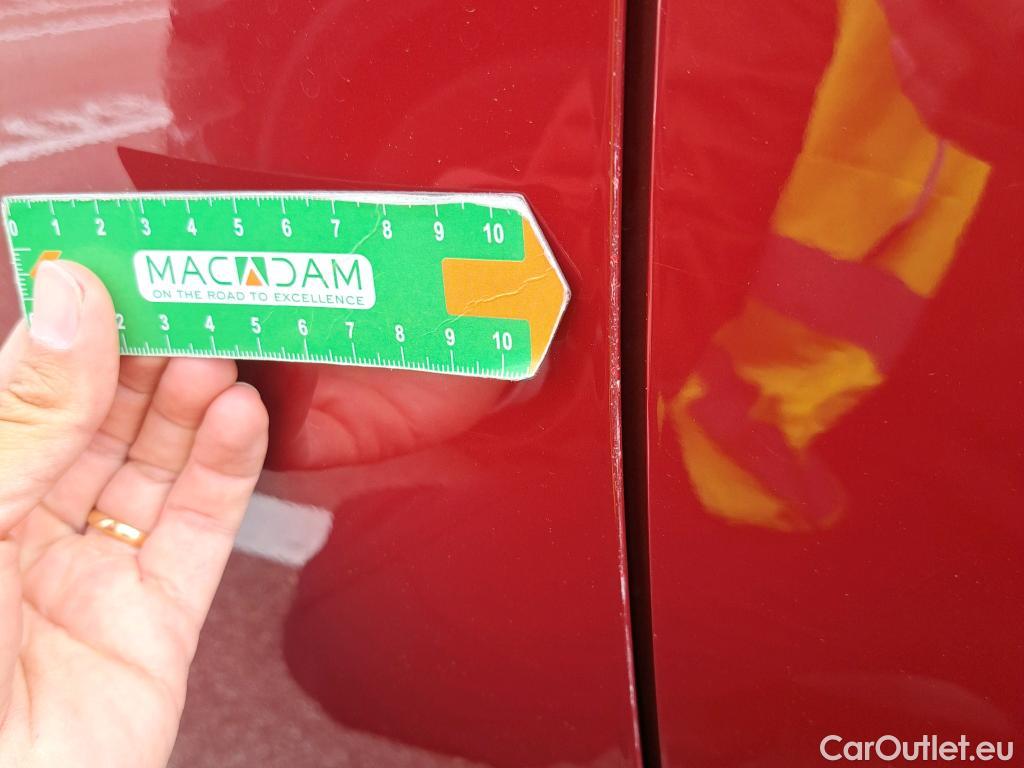 0 1 2 3 4 5 6 7 8 9 10
MACADAM
ON THE ROAD TO EXCELLENCE
2 3 4 5 6 7 8 9 10
CarOutlet.eu